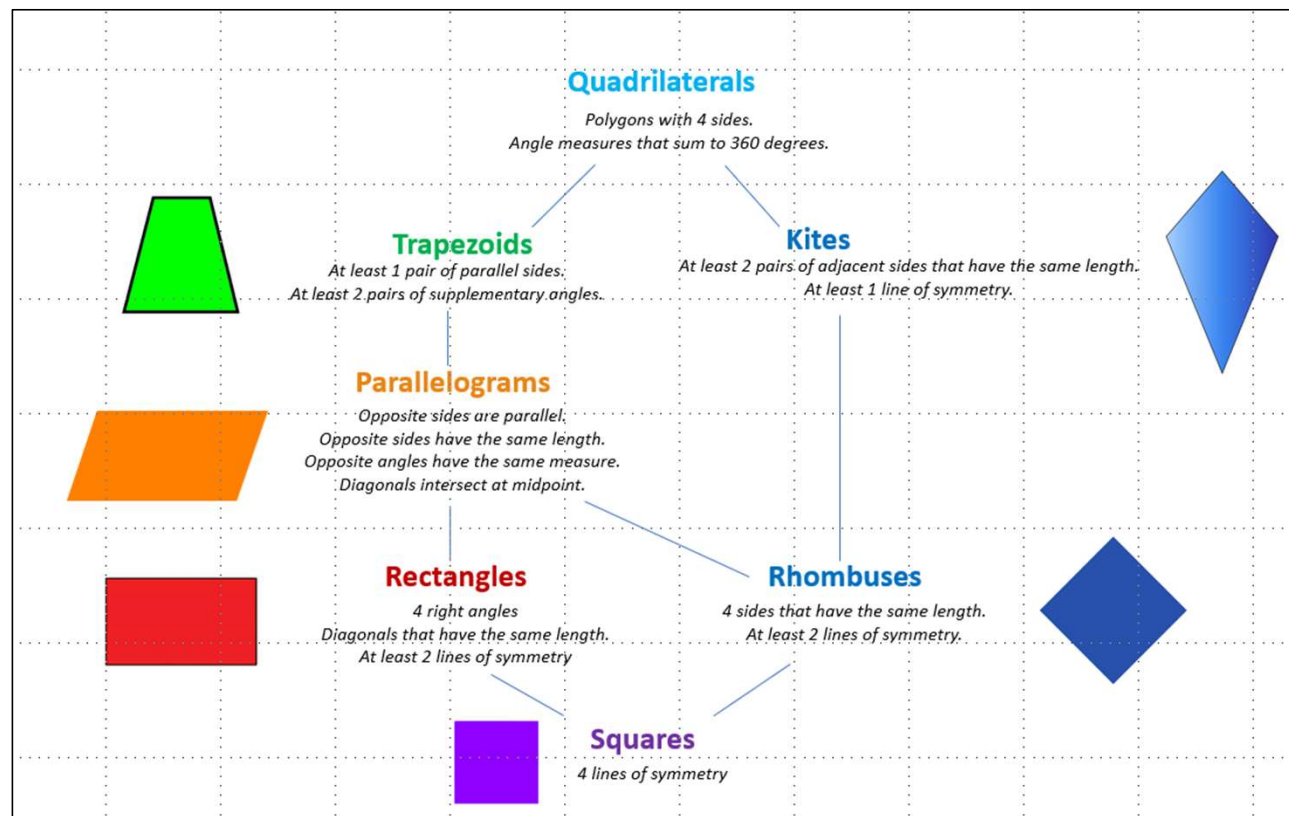 Quadrilaterals
Polygons with 4 sides.
Angle measures that sum to 360 degrees.
Trapezoids
At least 1 pair of parallel sides.
At least 2 pairs of supplementary angles.
Kites
At least 2 pairs of adjacent sides that have the same length.
At least 1 line of symmetry.
Parallelograms
Opposite sides are parallel.
Opposite sides have the same length.
Opposite angles have the same measure.
Diagonals intersect at midpoint.
Rectangles
4 right angles
Diagonals that have the same length.
At least 2 lines of symmetry
Rhombuses
4 sides that have the same length.
At least 2 lines of symmetry.
Squares
4 lines of symmetry